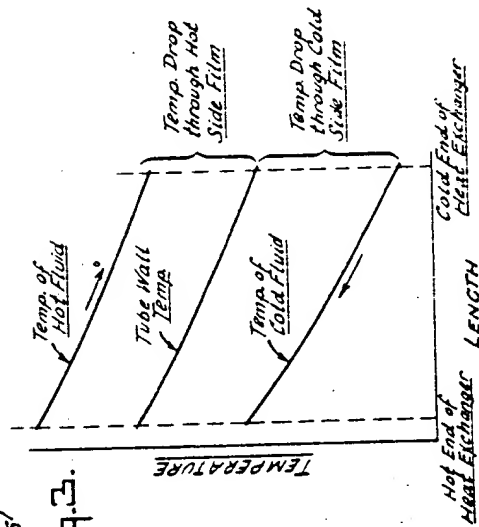 g.3.
TEMPERATURE
Temp. of
Hot Fluid
Tube Wall
Temp.
Temp. of
Cold Fluid
Temp. Drop
through Hot
Side Film
Temp. Drop
through Cold
Side Film
Hot End of
Heat Exchanger
LENGTH
Cold End of
Heat Exchanger